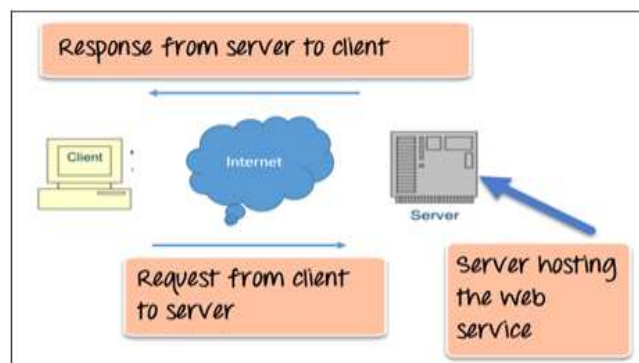 Response from server to client
Client
Internet
Server
Request from client
to server
Server hosting
the web
service